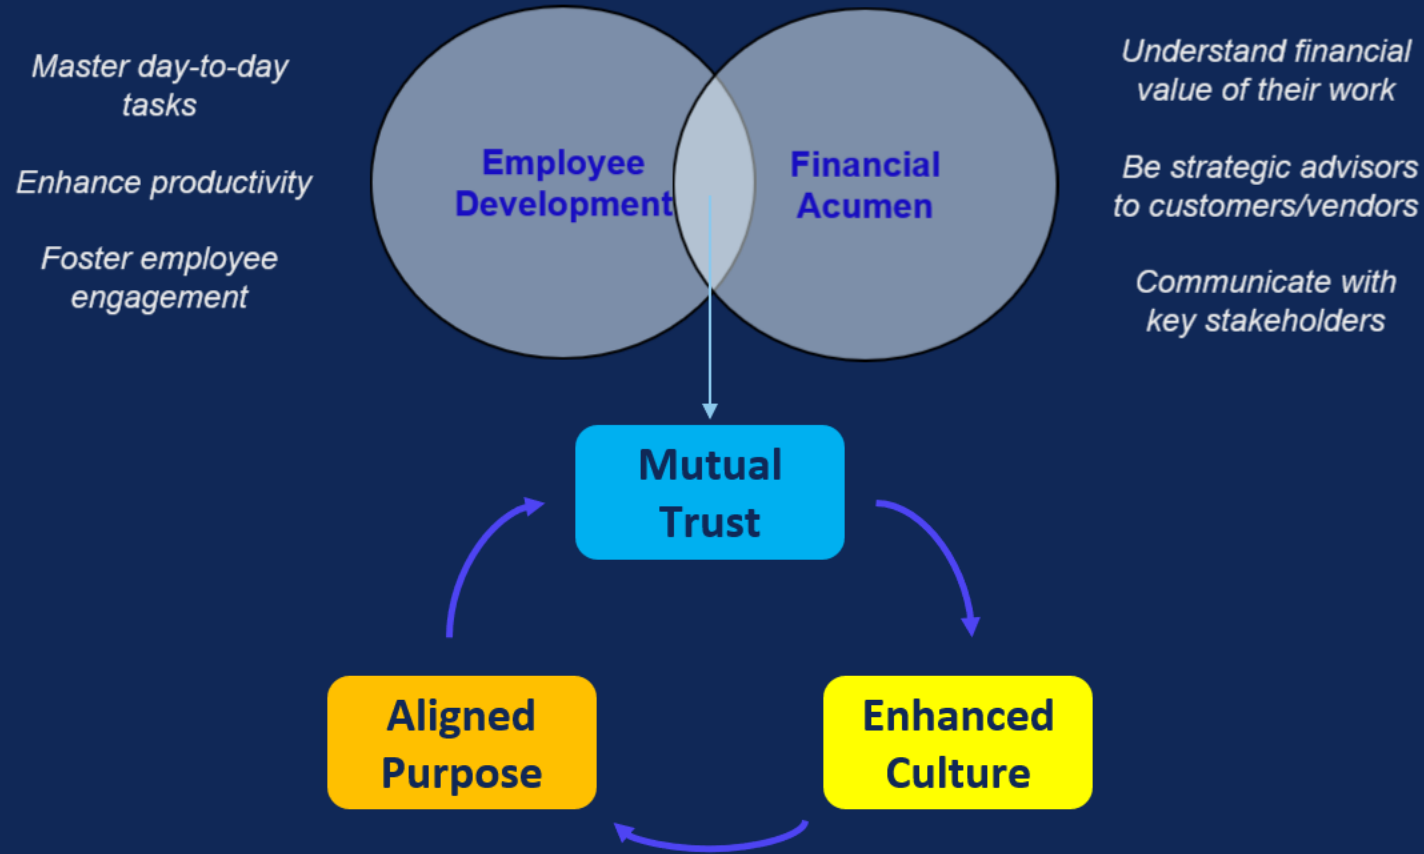 Master day-to-day
tasks
Enhance productivity
Foster employee
engagement
Employee
Development
Financial
Acumen
Understand financial
value of their work
Be strategic advisors
to customers/vendors
Communicate with
key stakeholders
Mutual
Trust
Aligned
Purpose
Enhanced
Culture